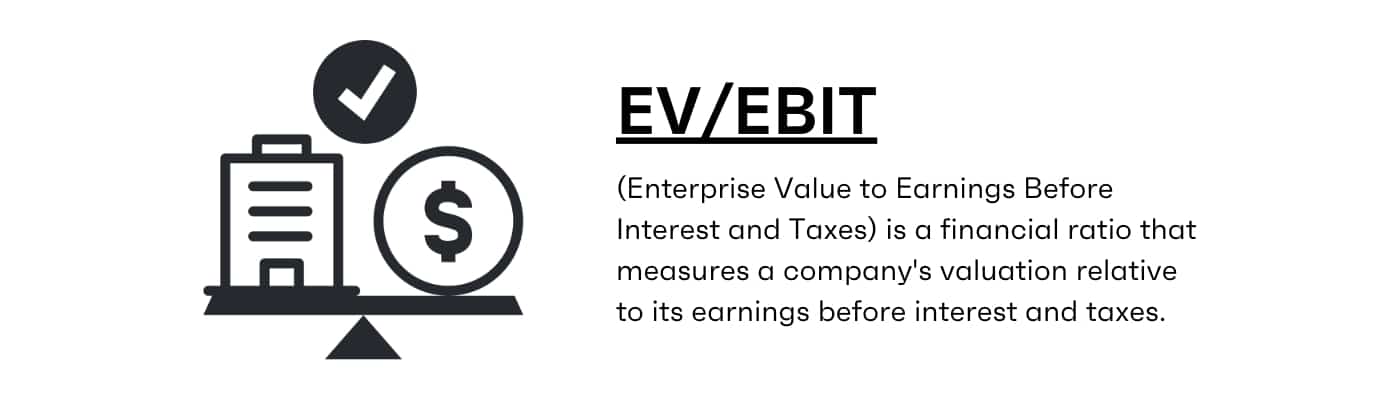 EV/EBIT
(Enterprise Value to Earnings Before
Interest and Taxes) is a financial ratio that
measures a company's valuation relative
to its earnings before interest and taxes.
$